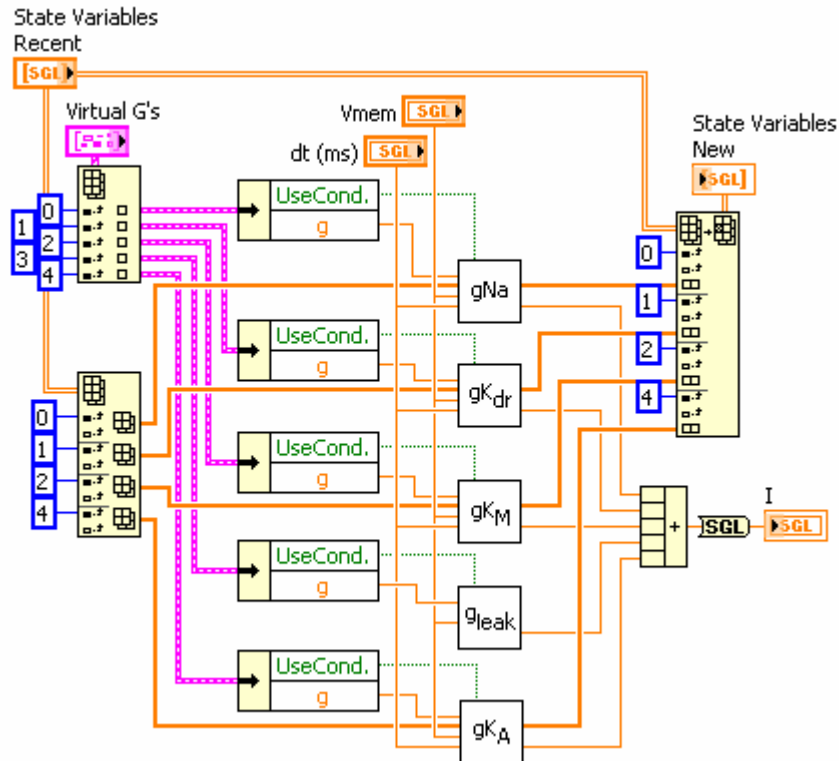 State Variables
Recent
[SGL]
Virtual G's
Vmem
SGL
dt (ms)
SGL
State Variables
New
SGL]
0
1
2
3
4
UseCond.
g
gNa
0
1
2
4
UseCond.
g
gKdr
0
1
2
4
UseCond.
g
gKM
+
SGL
I
SGL
UseCond.
g
gleak
UseCond.
g
gKA